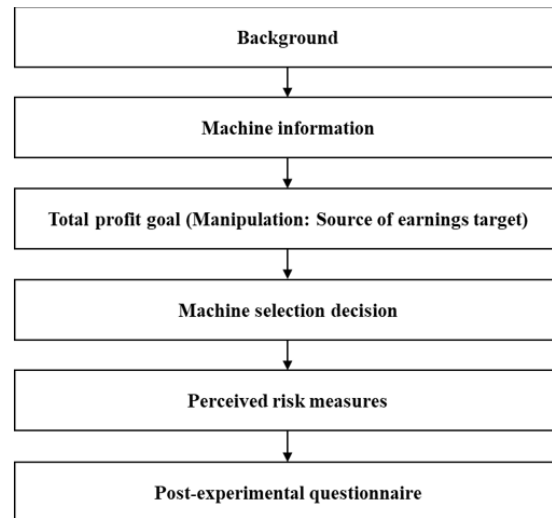 Background
Machine information
Total profit goal (Manipulation: Source of earnings target)
Machine selection decision
Perceived risk measures
Post-experimental questionnaire